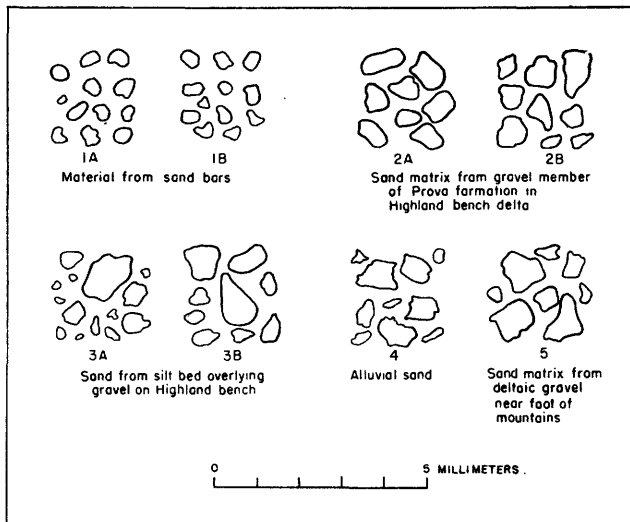 1A
1B
Material from sand bars
2A
2B
Sand matrix from gravel member
of Prova farmation in
Highland bench delta
3A
3B
Sand from silt bed overlying
gravel on Highland bench
4
Alluvial sand
5
Sand matrix from
deltaic gravel
near foot of
mountains
0
5 MILLIMETERS.